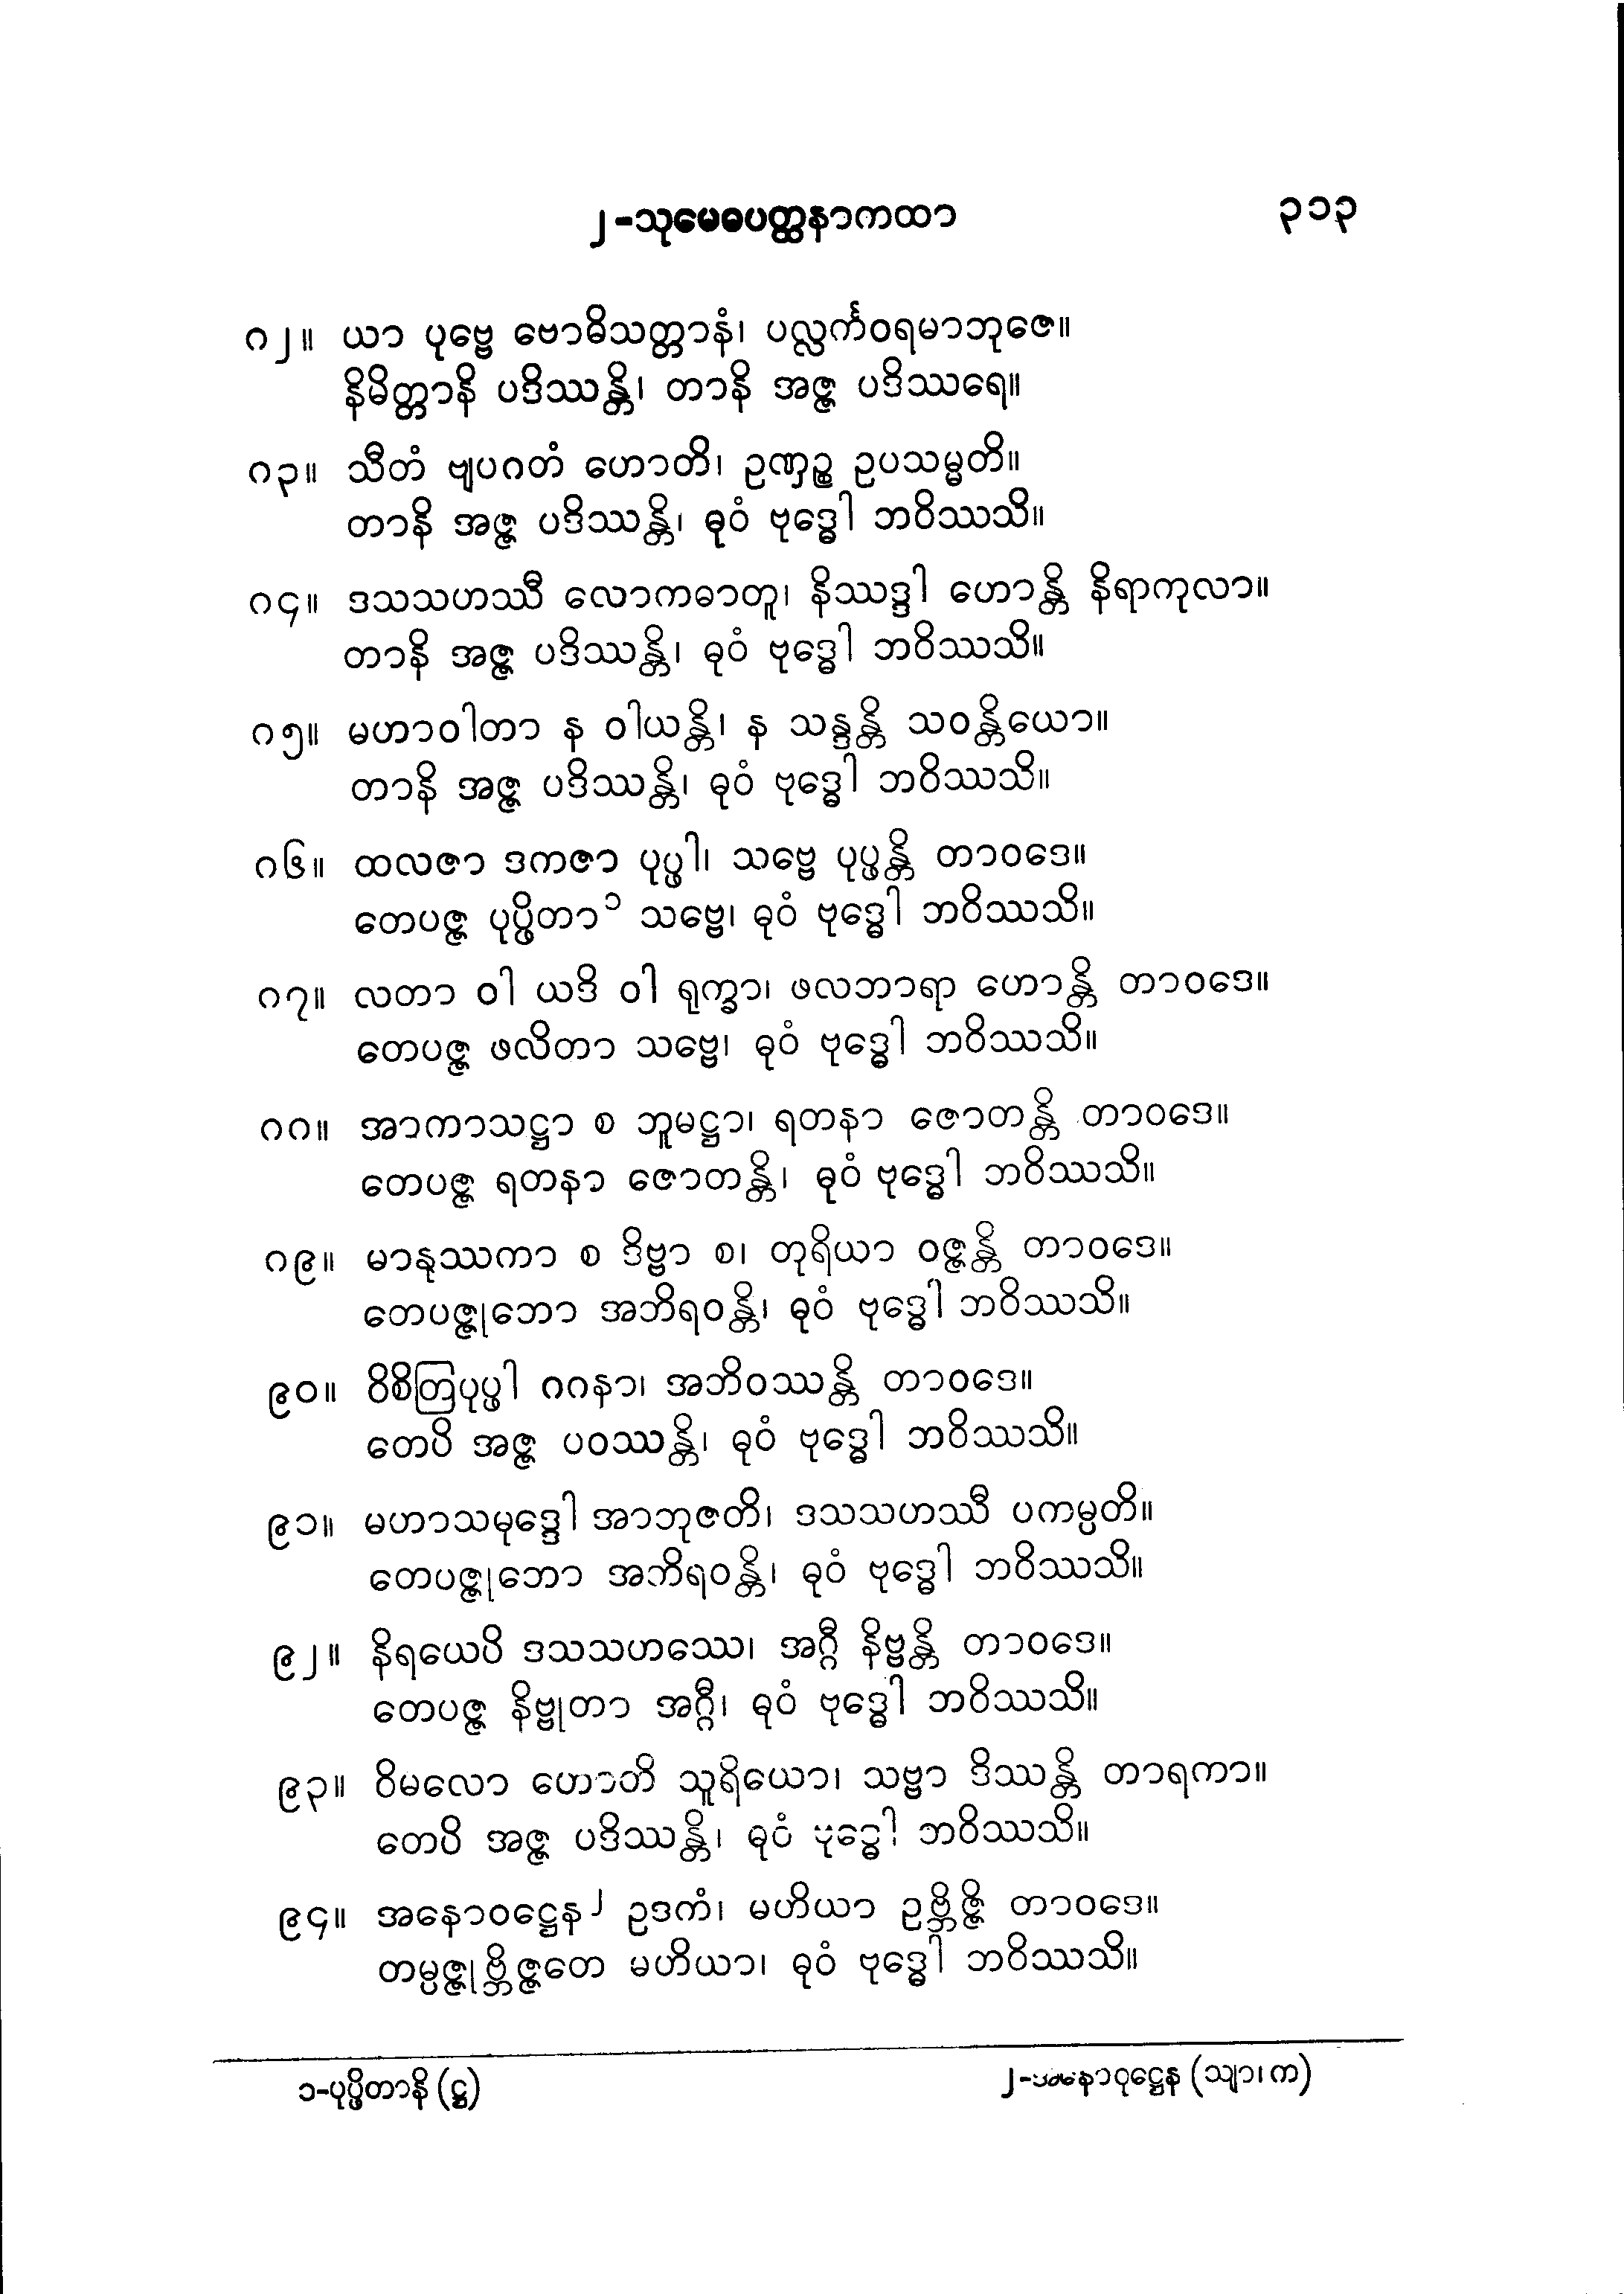 ၂-သုမေဓပတ္ထနာကထာ ၃၁၃
၈၂။ ယာ ပုဗ္ဗေ ဗောဓိသတ္တာနံ၊ ပလ္လင်္ကဝရမာဘုဇေ။
နိမိတ္တာနိ ပဒိဿန္တိ၊ တာနိ အဇ္ဇ ပဒိဿရေ။
၈၃။ သီတံ ဗျပဂတံ ဟောတိ၊ ဥဏှဉ္စ ဥပသမ္မတိ။
တာနိ အဇ္ဇ ပဒိဿန္တိ၊ ဓုဝံ ဗုဒ္ဓေါ ဘဝိဿသိ။
၈၄။ ဒသသဟဿီ လောကဓာတူ၊ နိဿဒ္ဒါ ဟောန္တိ နိရာကုလာ။
တာနိ အဇ္ဇ ပဒိဿန္တိ၊ ဓုဝံ ဗုဒ္ဓေါ ဘဝိဿသိ။
၈၅။ မဟာဝါတာ န ဝါယန္တိ၊ န သန္ဒန္တိ သဝန္တိယော။
တာနိ အဇ္ဇ ပဒိဿန္တိ၊ ဓုဝံ ဗုဒ္ဓေါ ဘဝိဿသိ။
၈၆။ ထလဇာ ဒကဇာ ပုပ္ဖါ၊ သဗ္ဗေ ပုပ္ဖန္တိ တာဝဒေ။
တေပဇ္ဇ ပုပ္ဖိတာ၁ သဗ္ဗေ၊ ဓုဝံ ဗုဒ္ဓေါ ဘဝိဿသိ။
၈၇။ လတာ ဝါ ယဒိ ဝါ ရုက္ခာ၊ ဖလဘာရာ ဟောန္တိ တာဝဒေ။
တေပဇ္ဇ ဖလိတာ သဗ္ဗေ၊ ဓုဝံ ဗုဒ္ဓေါ ဘဝိဿသိ။
၈၈။ အာကာသဋ္ဌာ စ ဘူမဋ္ဌာ၊ ရတနာ ဇောတန္တိ တာဝဒေ။
တေပဇ္ဇ ရတနာ ဇောတန္တိ၊ ဓုဝံ ဗုဒ္ဓေါ ဘဝိဿသိ။
၈၉။ မာနုဿကာ စ ဒိဗ္ဗာ စ၊ တုရိယာ ဝဇ္ဇန္တိ တာဝဒေ။
တေပဇ္ဇုဘော အဘိရဝန္တိ၊ ဓုဝံ ဗုဒ္ဓေါ ဘဝိဿသိ။
၉၀။ ဝိစိတြပုပ္ဖါ ဂဂနာ၊ အဘိဝဿန္တိ တာဝဒေ။
တေပိ အဇ္ဇ ပဝဿန္တိ၊ ဓုဝံ ဗုဒ္ဓေါ ဘဝိဿသိ။
၉၁။ မဟာသမုဒ္ဒေါ အာဘုဇတိ၊ ဒသသဟဿီ ပကမ္ပတိ။
တေပဇ္ဇုဘော အဘိရဝန္တိ၊ ဓုဝံ ဗုဒ္ဓေါ ဘဝိဿသိ။
၉၂။ နိရယေပိ ဒသသဟဿေ၊ အဂ္ဂီ နိဗ္ဗန္တိ တာဝဒေ။
တေပဇ္ဇ နိဗ္ဗုတာ အဂ္ဂီ၊ ဓုဝံ ဗုဒ္ဓေါ ဘဝိဿသိ။
၉၃။ ဝိမလော ဟောတိ သူရိယော၊ သဗ္ဗာ ဒိဿန္တိ တာရကာ။
တေပိ အဇ္ဇ ပဒိဿန္တိ၊ ဓုဝံ ဗုဒ္ဓေါ ဘဝိဿသိ။
၉၄။ အနောဝဋ္ဌေန၂ ဥဒကံ၊ မဟိယာ ဥဗ္ဘိဇ္ဇိ တာဝဒေ။
တမ္ပဇ္ဇုဗ္ဘိဇ္ဇတေ မဟိယာ၊ ဓုဝံ ဗုဒ္ဓေါ ဘဝိဿသိ။
၁-ပုပ္ဖိတာနိ (ဋ္ဌ) ၂- (သျာ၊ က)